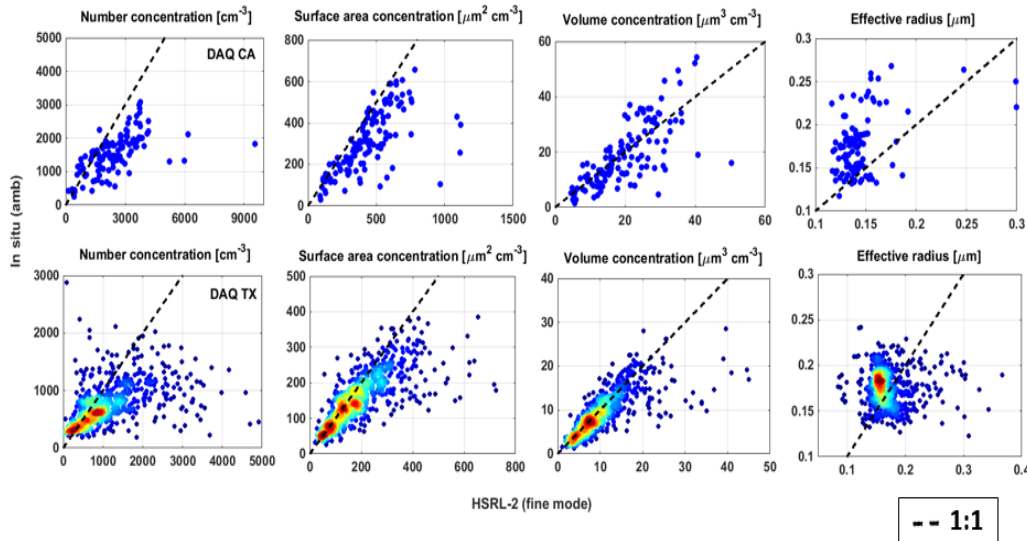 Number concentration [cm⁻³]
Surface area concentration [μm² cm⁻³]
Volume concentration [μm³ cm⁻³]
Effective radius [μm]
5000
4000
3000
2000
1000
0
DAQ CA
0 3000 6000 9000
800
600
400
200
0
0 500 1000 1500
60
40
20
0
0 20 40 60
0.3
0.25
0.2
0.15
0.1
0.1 0.15 0.2 0.25 0.3
In situ (amb)
Number concentration [cm⁻³]
Surface area concentration [μm² cm⁻³]
Volume concentration [μm³ cm⁻³]
Effective radius [μm]
3000
2000
1000
0
DAQ TX
0 1000 2000 3000 4000 5000
500
400
300
200
100
0
0 200 400 600 800
40
30
20
10
0
0 10 20 30 40 50
0.3
0.25
0.2
0.15
0.1
0.1 0.2 0.3 0.4
HSRL-2 (fine mode)
1:1